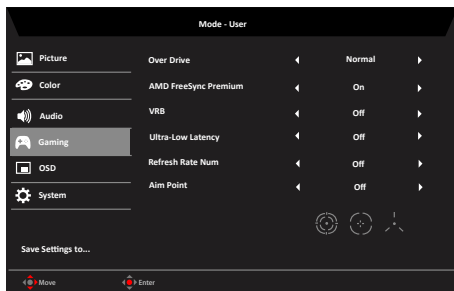 Mode - User
Picture
Color
Audio
Gaming
OSD
System
Save Settings to...
Over Drive Normal
AMD FreeSync Premium On
VRB Off
Ultra-Low Latency Off
Refresh Rate Num Off
Aim Point Off
Move Enter